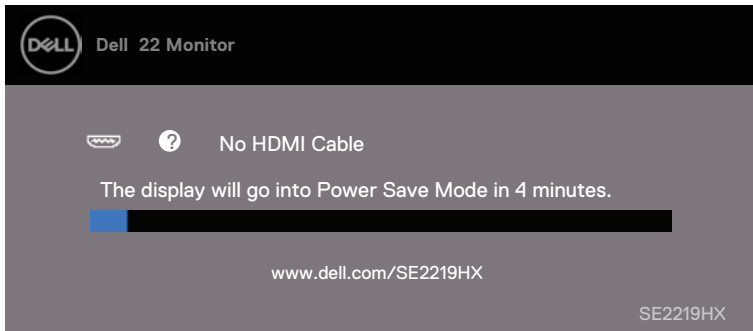 DELL Dell 22 Monitor
? No HDMI Cable
The display will go into Power Save Mode in 4 minutes.
www.dell.com/SE2219HX
SE2219HX